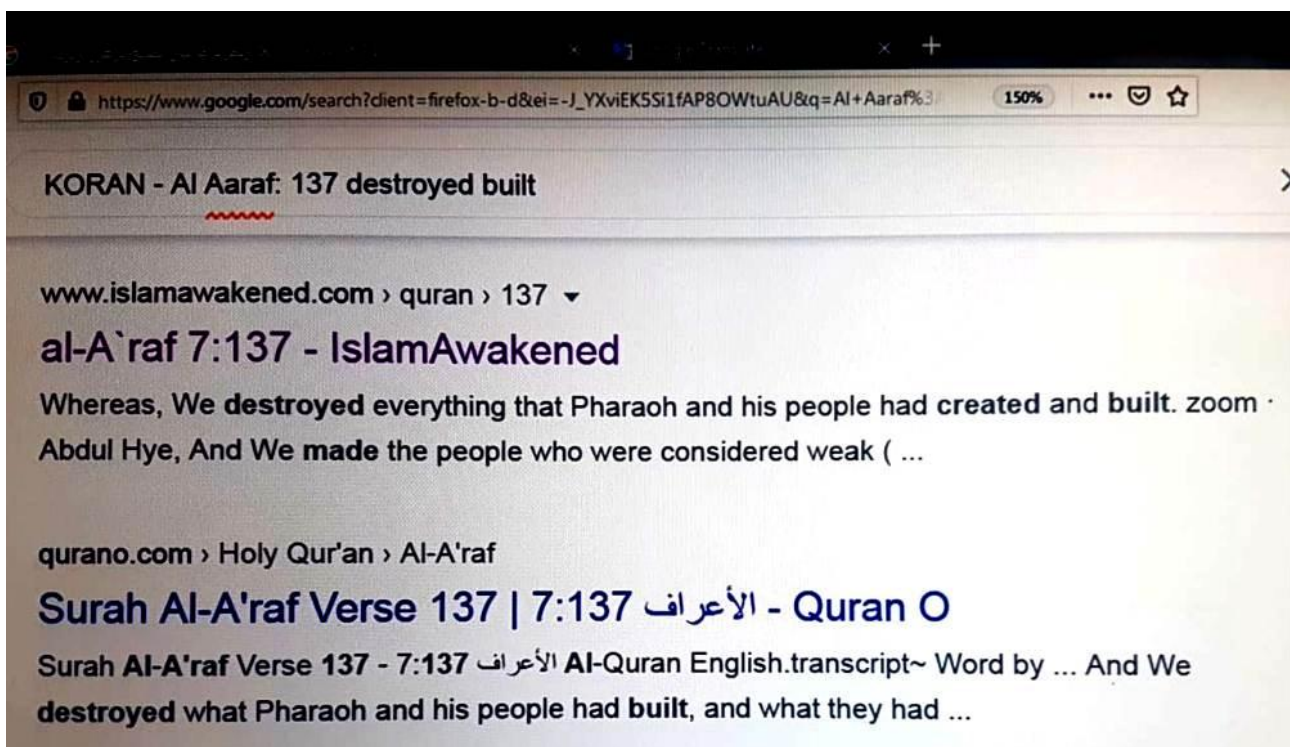 https://www.google.com/search?client=firefox-b-d&ei=-J_YXviEK5Si1fAP8OWtuAU&q=Al+Aaraf%3A
150%
KORAN - Al Aaraf: 137 destroyed built
www.islamawakened.com › quran › 137
al-A`raf 7:137 - IslamAwakened
Whereas, We destroyed everything that Pharaoh and his people had created and built. zoom ·
Abdul Hye, And We made the people who were considered weak ( ...
qurano.com › Holy Qur'an › Al-A'raf
Surah Al-A'raf Verse 137 | 7:137 الأعراف - Quran O
Surah Al-A'raf Verse 137 - 7:137 الأعراف Al-Quran English.transcript~ Word by ... And We
destroyed what Pharaoh and his people had built, and what they had ...